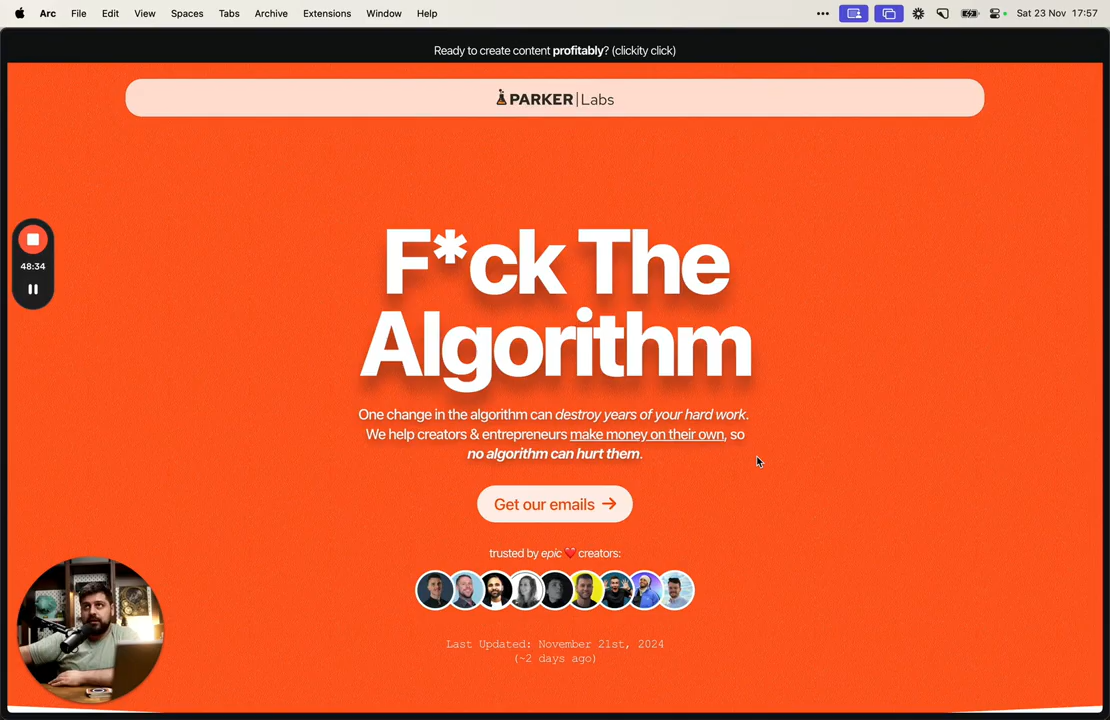 Arc File Edit View Spaces Tabs Archive Extensions Window Help Sat 23 Nov 17:57
Ready to create content profitably? (clickity click)
PARKER|Labs
F*ck The
Algorithm
48:34
One change in the algorithm can destroy years of your hard work.
We help creators & entrepreneurs make money on their own, so
no algorithm can hurt them.
Get our emails →
trusted by epic ❤️ creators:
Last Updated: November 21st, 2024
(~2 days ago)